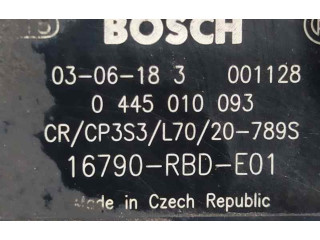 BOSCH
03-06-18 3 001128
0 445 010 093
CR/CP3S3/L70/20-789S
16790-RBD-E01
Made in Czech Republic